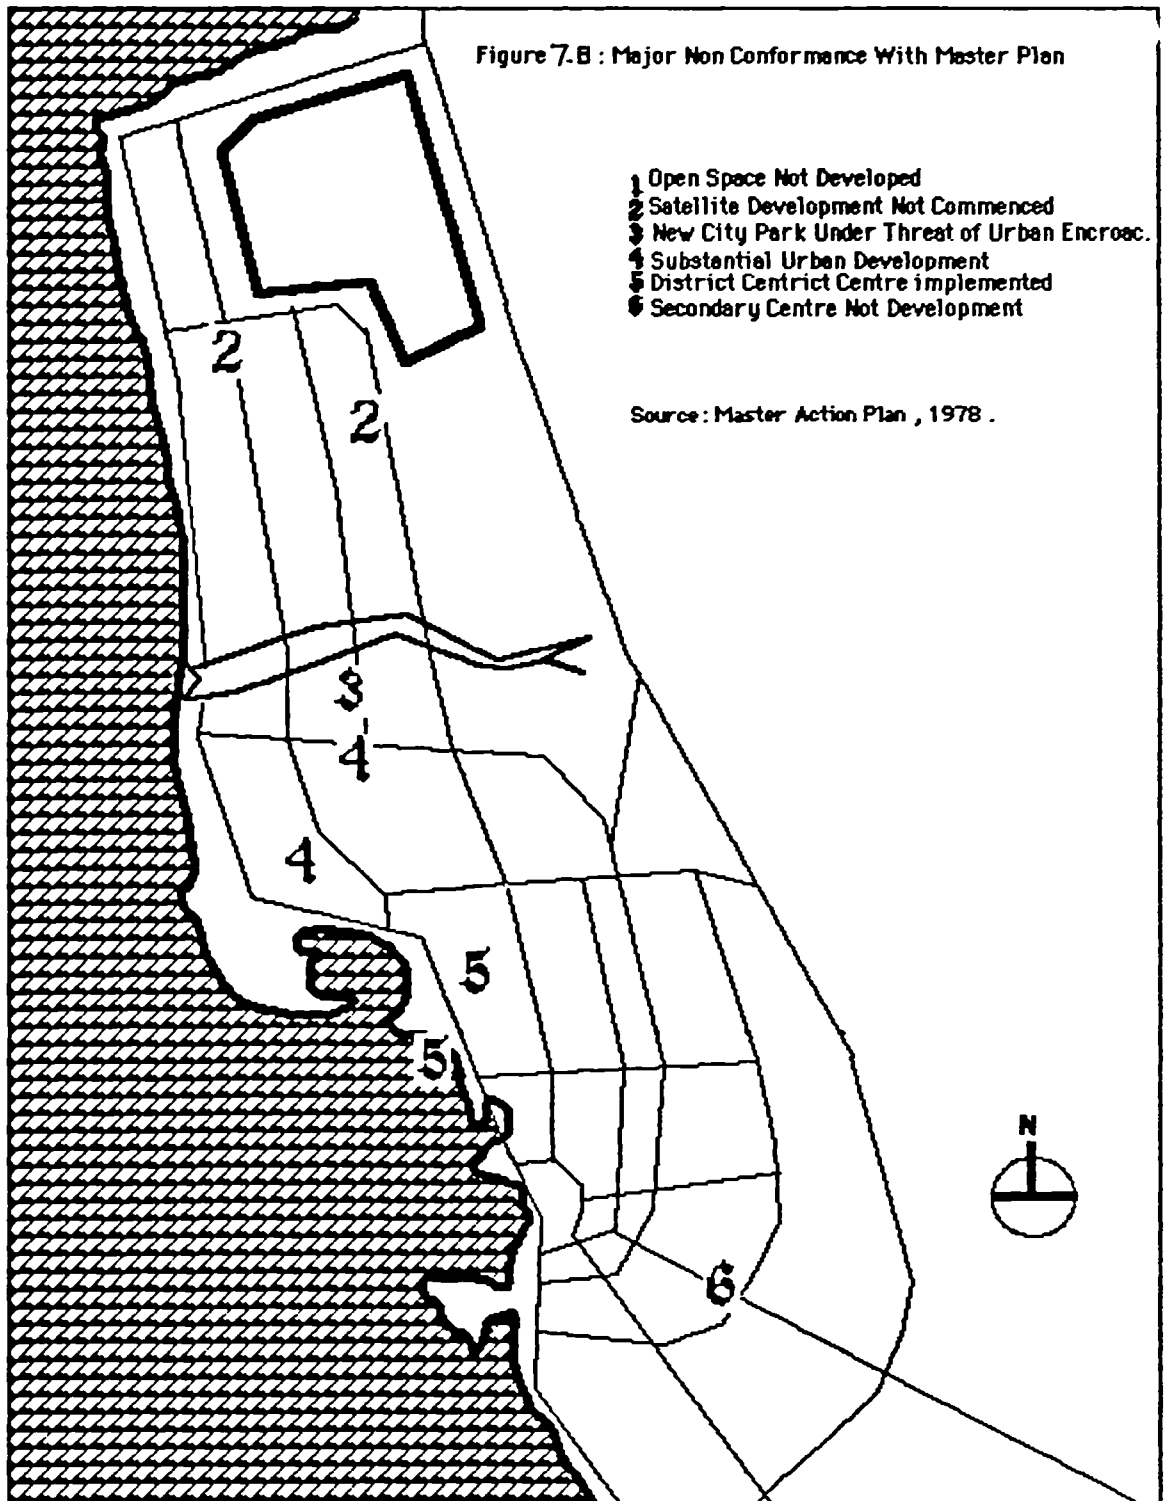 Figure 7.8 : Major Non Conformance With Master Plan
1 Open Space Not Developed
2 Satellite Development Not Commenced
3 New City Park Under Threat of Urban Encroac.
4 Substantial Urban Development
5 District Centrict Centre implemented
6 Secondary Centre Not Development
Source : Master Action Plan , 1978 .
2
2
3
4
4
5
5
N
6